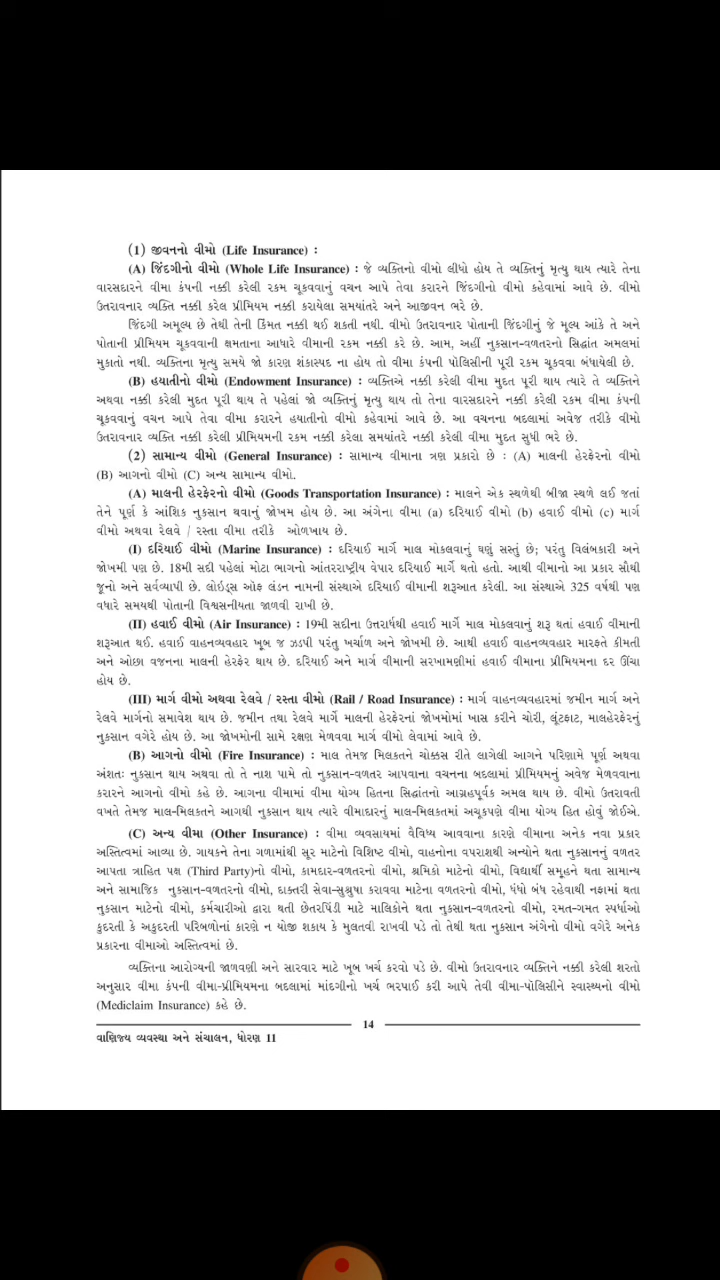 (1) જીવનનો વીમો (Life Insurance) :
(A) જિંદગીનો વીમો (Whole Life Insurance) : જે વ્યક્તિનો વીમો લીધો હોય તે વ્યક્તિનું મૃત્યુ થાય ત્યારે તેના
વારસદારને વીમા કંપની નક્કી કરેલી રકમ ચૂકવવાનું વચન આપે તેવા કરારને જિંદગીનો વીમો કહેવામાં આવે છે. વીમો
ઉતરાવનાર વ્યક્તિ નક્કી કરેલ પ્રીમિયમ નક્કી કરાયેલા સમયાંતરે અને આજીવન ભરે છે.
જિંદગી અમૂલ્ય છે તેથી તેની કિંમત નક્કી થઈ શકતી નથી. વીમો ઉતરાવનાર પોતાની જિંદગીનું જે મૂલ્ય આંકે તે અને
પોતાની પ્રીમિયમ ચૂકવવાની ક્ષમતાના આધારે વીમાની રકમ નક્કી કરે છે. આમ, અહીં નુકસાન-વળતરનો સિદ્ધાંત અમલમાં
મુકાતો નથી. વ્યક્તિના મૃત્યુ સમયે જો કારણ શંકાસ્પદ ના હોય તો વીમા કંપની પોલિસીની પૂરી રકમ ચૂકવવા બંધાયેલી છે.
(B) હયાતીનો વીમો (Endowment Insurance) : વ્યક્તિએ નક્કી કરેલી વીમા મુદત પૂરી થાય ત્યારે તે વ્યક્તિને
અથવા નક્કી કરેલી મુદત પૂરી થાય તે પહેલાં જો વ્યક્તિનું મૃત્યુ થાય તો તેના વારસદારને નક્કી કરેલી રકમ વીમા કંપની
ચૂકવવાનું વચન આપે તેવા વીમા કરારને હયાતીનો વીમો કહેવામાં આવે છે. આ વચનના બદલામાં અવેજ તરીકે વીમો
ઉતરાવનાર વ્યક્તિ નક્કી કરેલી પ્રીમિયમની રકમ નક્કી કરેલા સમયાંતરે નક્કી કરેલી વીમા મુદત સુધી ભરે છે.
(2) સામાન્ય વીમો (General Insurance) : સામાન્ય વીમાના ત્રણ પ્રકારો છે : (A) માલની હેરફેરનો વીમો
(B) આગનો વીમો (C) અન્ય સામાન્ય વીમો.
(A) માલની હેરફેરનો વીમો (Goods Transportation Insurance) : માલને એક સ્થળેથી બીજા સ્થળે લઈ જતાં
તેને પૂર્ણ કે આંશિક નુકસાન થવાનું જોખમ હોય છે. આ અંગેના વીમા (a) દરિયાઈ વીમો (b) હવાઈ વીમો (c) માર્ગ
વીમો અથવા રેલવે / રસ્તા વીમા તરીકે ઓળખાય છે.
(I) દરિયાઈ વીમો (Marine Insurance) : દરિયાઈ માર્ગે માલ મોકલવાનું ઘણું સસ્તું છે; પરંતુ વિલંબકારી અને
જોખમી પણ છે. 18મી સદી પહેલાં મોટા ભાગનો આંતરરાષ્ટ્રીય વેપાર દરિયાઈ માર્ગે થતો હતો. આથી વીમાનો આ પ્રકાર સૌથી
જૂનો અને સર્વવ્યાપી છે. લોઇડ્સ ઑફ લંડન નામની સંસ્થાએ દરિયાઈ વીમાની શરૂઆત કરેલી. આ સંસ્થાએ 325 વર્ષથી પણ
વધારે સમયથી પોતાની વિશ્વસનીયતા જાળવી રાખી છે.
(II) હવાઈ વીમો (Air Insurance) : 19મી સદીના ઉત્તરાર્ધથી હવાઈ માર્ગે માલ મોકલવાનું શરૂ થતાં હવાઈ વીમાની
શરૂઆત થઈ. હવાઈ વાહનવ્યવહાર ખૂબ જ ઝડપી પરંતુ ખર્ચાળ અને જોખમી છે. આથી હવાઈ વાહનવ્યવહાર મારફતે કીમતી
અને ઓછા વજનના માલની હેરફેર થાય છે. દરિયાઈ અને માર્ગ વીમાની સરખામણીમાં હવાઈ વીમાના પ્રીમિયમના દર ઊંચા
હોય છે.
(III) માર્ગ વીમો અથવા રેલવે / રસ્તા વીમો (Rail / Road Insurance) : માર્ગ વાહનવ્યવહારમાં જમીન માર્ગ અને
રેલવે માર્ગનો સમાવેશ થાય છે. જમીન તથા રેલવે માર્ગે માલની હેરફેરનાં જોખમોમાં ખાસ કરીને ચોરી, લૂંટફાટ, માલહેરફેરનું
નુકસાન વગેરે હોય છે. આ જોખમોની સામે રક્ષણ મેળવવા માર્ગ વીમો લેવામાં આવે છે.
(B) આગનો વીમો (Fire Insurance) : માલ તેમજ મિલકતને ચોક્કસ રીતે લાગેલી આગને પરિણામે પૂર્ણ અથવા
અંશતઃ નુકસાન થાય અથવા તો તે નાશ પામે તો નુકસાન-વળતર આપવાના વચનના બદલામાં પ્રીમિયમનું અવેજ મેળવવાના
કરારને આગનો વીમો કહે છે. આગના વીમામાં વીમા યોગ્ય હિતના સિદ્ધાંતનો આગ્રહપૂર્વક અમલ થાય છે. વીમો ઉતરાવતી
વખતે તેમજ માલ-મિલકતને આગથી નુકસાન થાય ત્યારે વીમાદારનું માલ-મિલકતમાં અચૂકપણે વીમા યોગ્ય હિત હોવું જોઈએ.
(C) અન્ય વીમા (Other Insurance) : વીમા વ્યવસાયમાં વૈવિધ્ય આવવાના કારણે વીમાના અનેક નવા પ્રકાર
અસ્તિત્વમાં આવ્યા છે. ગાયકને તેના ગળામાંથી સૂર માટેનો વિશિષ્ટ વીમો, વાહનોના વપરાશથી અન્યોને થતા નુકસાનનું વળતર
આપતા ત્રાહિત પક્ષ (Third Party)નો વીમો, કામદાર-વળતરનો વીમો, શ્રમિકો માટેનો વીમો, વિદ્યાર્થી સમૂહને થતા સામાન્ય
અને સામાજિક નુકસાન-વળતરનો વીમો, દાક્તરી સેવા-સુશ્રુષા કરાવવા માટેના વળતરનો વીમો, ધંધો બંધ રહેવાથી નફામાં થતા
નુકસાન માટેનો વીમો, કર્મચારીઓ દ્વારા થતી છેતરપિંડી માટે માલિકોને થતા નુકસાન-વળતરનો વીમો, રમત-ગમત સ્પર્ધાઓ
કુદરતી કે અકુદરતી પરિબળોનાં કારણે ન યોજી શકાય કે મુલતવી રાખવી પડે તો તેથી થતા નુકસાન અંગેનો વીમો વગેરે અનેક
પ્રકારના વીમાઓ અસ્તિત્વમાં છે.
વ્યક્તિના આરોગ્યની જાળવણી અને સારવાર માટે ખૂબ ખર્ચ કરવો પડે છે. વીમો ઉતરાવનાર વ્યક્તિને નક્કી કરેલી શરતો
અનુસાર વીમા કંપની વીમા-પ્રીમિયમના બદલામાં માંદગીનો ખર્ચ ભરપાઈ કરી આપે તેવી વીમા-પોલિસીને સ્વાસ્થ્યનો વીમો
(Mediclaim Insurance) કહે છે.
14
વાણિજ્ય વ્યવસ્થા અને સંચાલન, ધોરણ 11